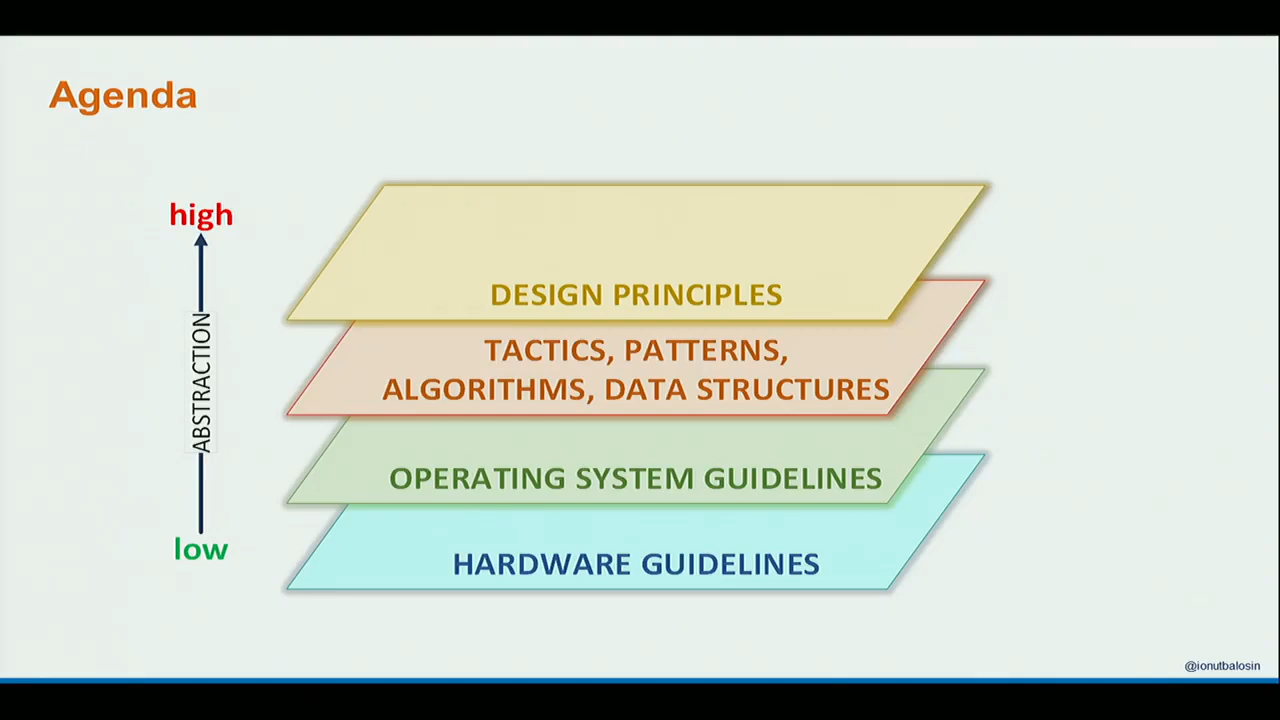 Agenda
high
ABSTRACTION
low
DESIGN PRINCIPLES
TACTICS, PATTERNS,
ALGORITHMS, DATA STRUCTURES
OPERATING SYSTEM GUIDELINES
HARDWARE GUIDELINES
@ionutbalosin